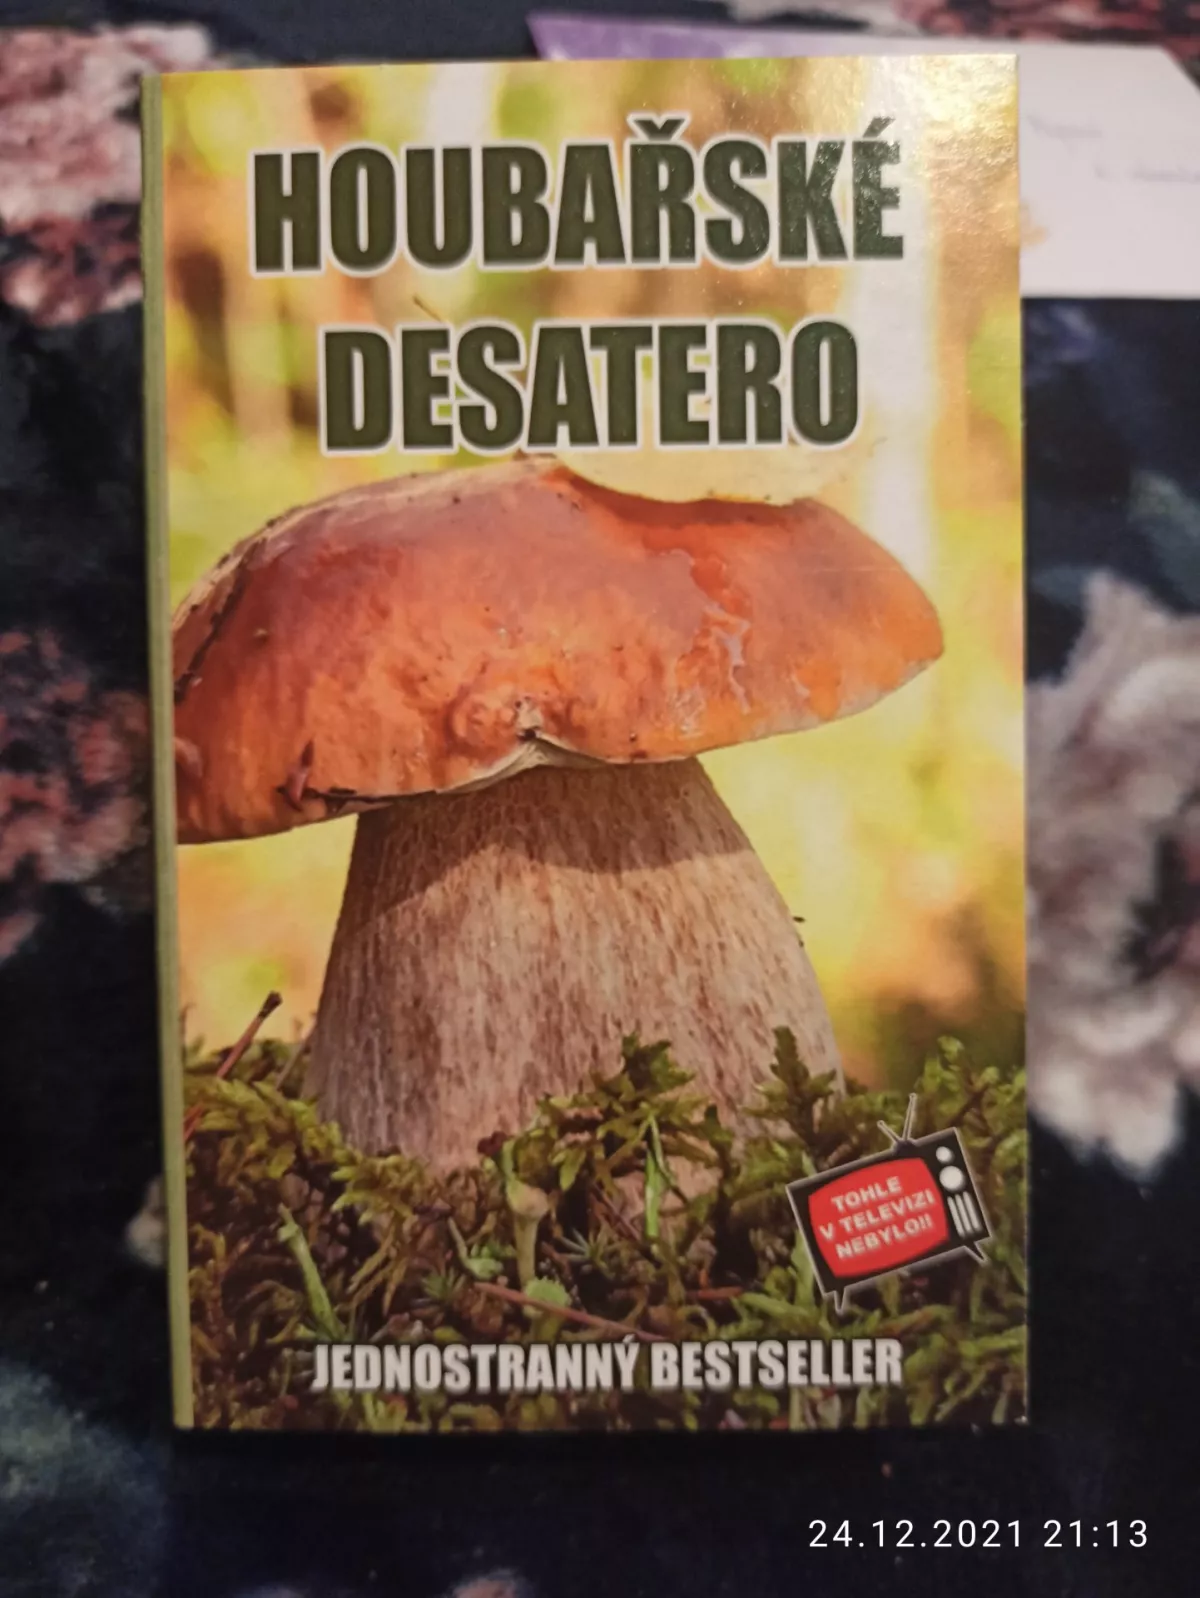 HOUBAŘSKÉ
DESATERO
TOHLE
V TELEVIZI
NEBYLO!!
JEDNOSTRANNÝ BESTSELLER
24.12.2021 21:13